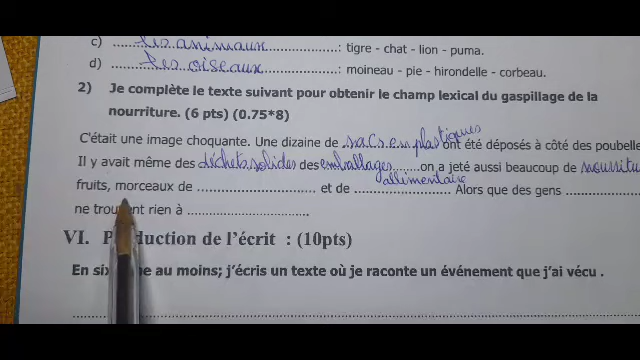 c) ........les animaux............: tigre - chat - lion - puma.
d) ........les oiseaux............: moineau - pie - hirondelle - corbeau.
2) Je complète le texte suivant pour obtenir le champ lexical du gaspillage de la
nourriture. (6 pts) (0.75*8)
C'était une image choquante. Une dizaine de sacs en plastiques ont été déposés à côté des poubelle
Il y avait même des déchets solides des emballages......on a jeté aussi beaucoup de nourritu
allimentaire
fruits, morceaux de .............................. et de ........................ Alors que des gens ..................
ne trouvent rien à ..............................
VI. Production de l'écrit : (10pts)
En six au moins; j'écris un texte où je raconte un événement que j'ai vécu .